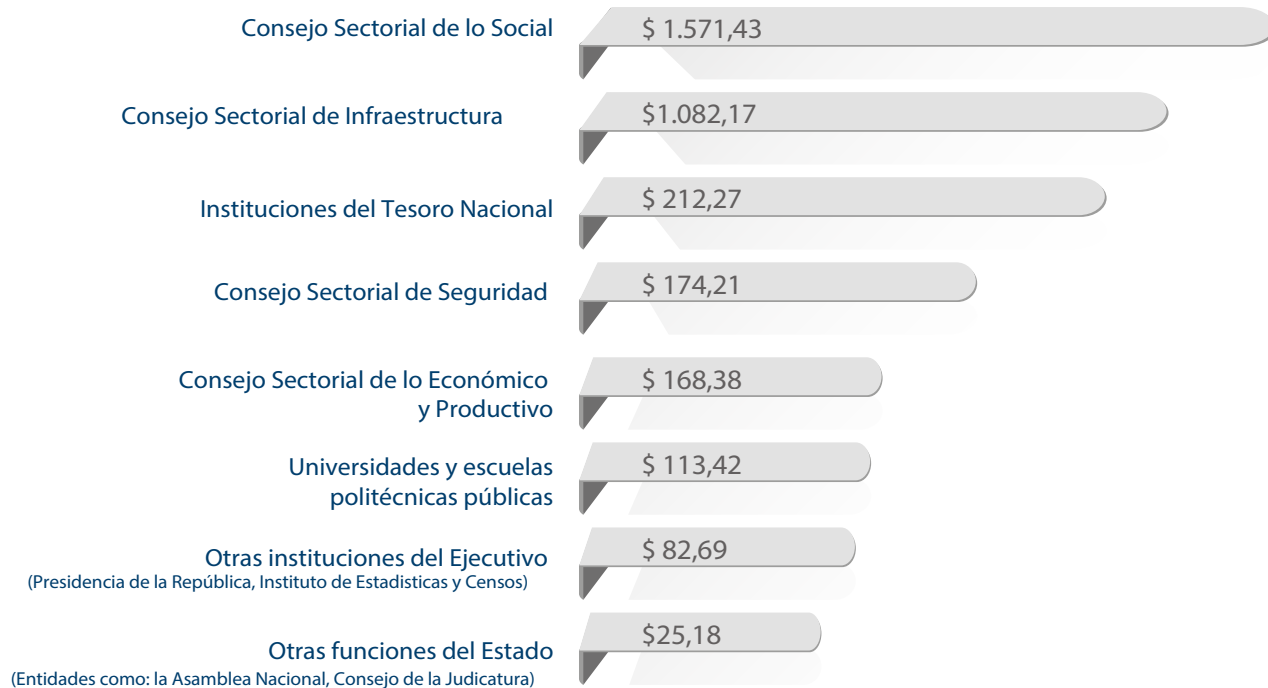 Consejo Sectorial de lo Social $ 1.571,43
Consejo Sectorial de Infraestructura $1.082,17
Instituciones del Tesoro Nacional $ 212,27
Consejo Sectorial de Seguridad $ 174,21
Consejo Sectorial de lo Económico $ 168,38
y Productivo
Universidades y escuelas $ 113,42
politécnicas públicas
Otras instituciones del Ejecutivo $ 82,69
(Presidencia de la República, Instituto de Estadisticas y Censos)
Otras funciones del Estado $25,18
(Entidades como: la Asamblea Nacional, Consejo de la Judicatura)